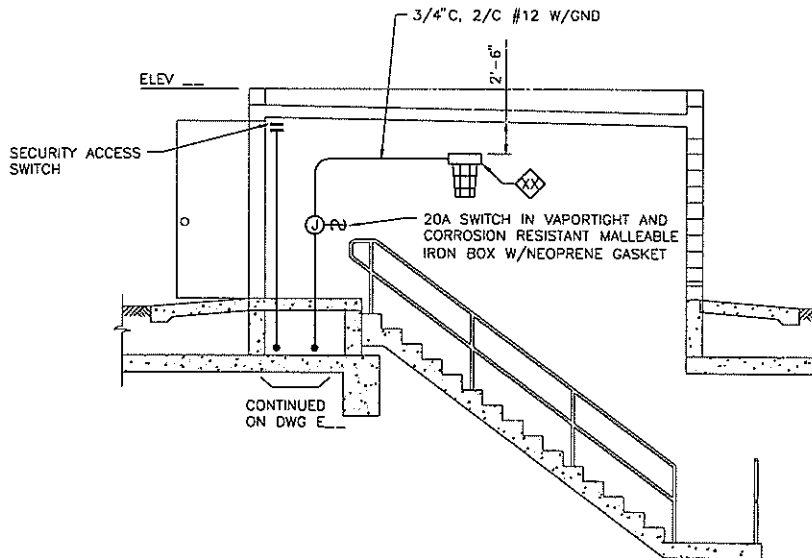 3/4"C, 2/C #12 W/GND
2'-6"
ELEV __
SECURITY ACCESS
SWITCH
XX
J
20A SWITCH IN VAPORTIGHT AND
CORROSION RESISTANT MALLEABLE
IRON BOX W/NEOPRENE GASKET
CONTINUED
ON DWG E__